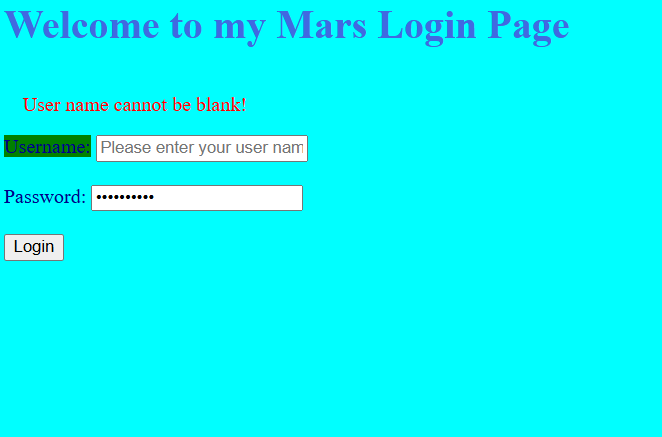 Welcome to my Mars Login Page
User name cannot be blank!
Username: Please enter your user nam
Password: ••••••••••
Login